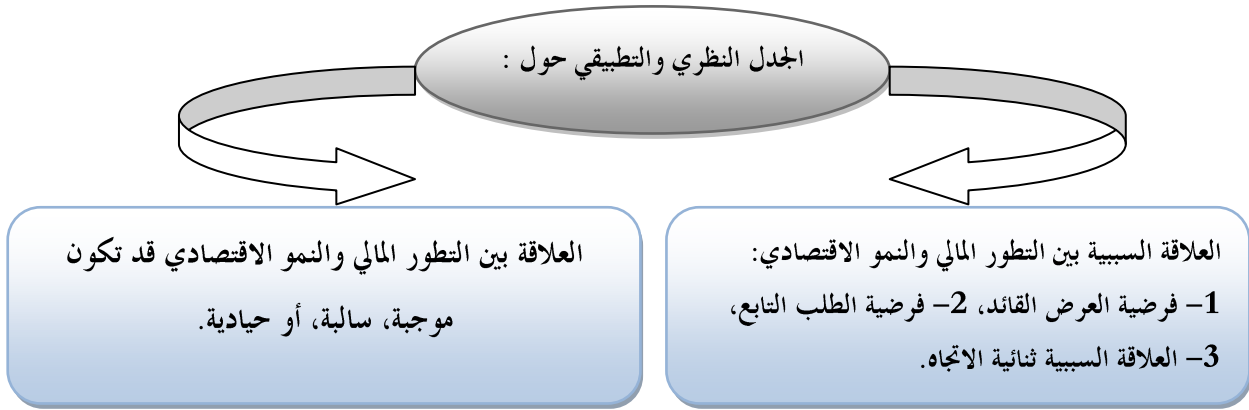 الجدل النظري والتطبيقي حول :
العلاقة السببية بين التطور المالي والنمو الاقتصادي:
1– فرضية العرض القائد، 2– فرضية الطلب التابع،
3– العلاقة السببية ثنائية الاتجاه.
العلاقة بين التطور المالي والنمو الاقتصادي قد تكون
موجبة، سالبة، أو حيادية.